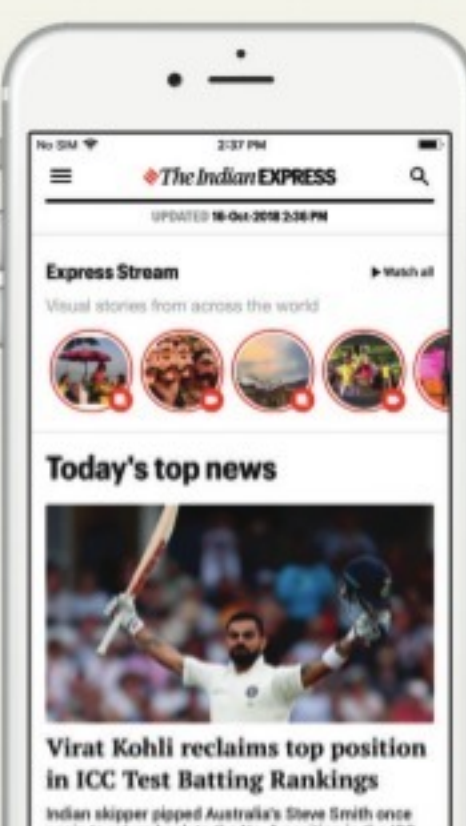 No SIM
2:37 PM
The Indian EXPRESS
UPDATED 16-Oct-2018 2:36 PM
Express Stream
Watch all
Visual stories from across the world
Today's top news
Virat Kohli reclaims top position
in ICC Test Batting Rankings
Indian skipper pipped Australia's Steve Smith once